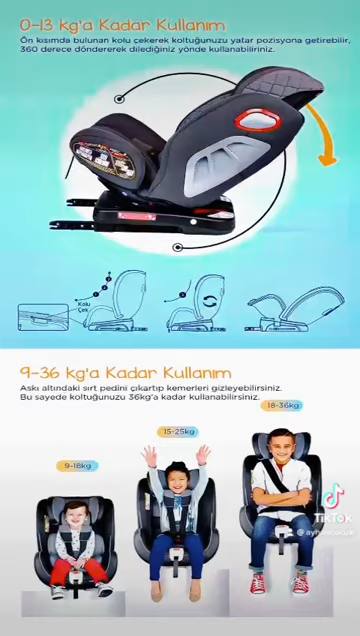 0-13 kg'a Kadar Kullanım
Ön kısımda bulunan kolu çekerek koltuğunuzu yatar pozisyona getirebilir,
360 derece döndererek dilediğiniz yönde kullanabiliriniz.
Kolu
Çek
9-36 kg'a Kadar Kullanım
Askı altındaki sırt pedini çıkartıp kemerleri gizleyebilirsiniz.
Bu sayede koltuğunuzu 36kg'a kadar kullanabilirsiniz.
18-36kg
15-25kg
9-18kg
TikTok